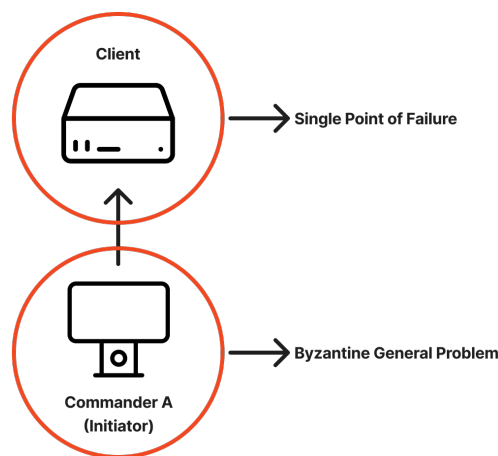 Client
Single Point of Failure
Byzantine General Problem
Commander A
(Initiator)